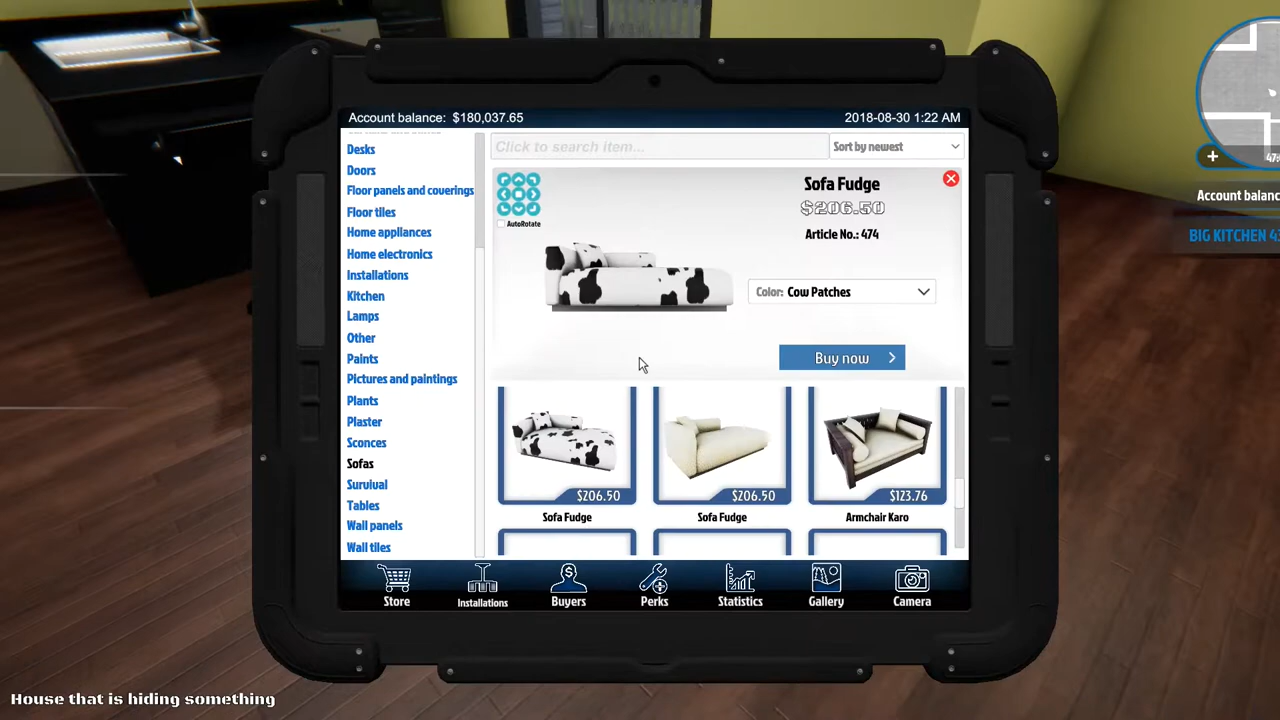 Account balance: $180,037.65
2018-08-30 1:22 AM
Desks
Doors
Floor panels and coverings
Floor tiles
Home appliances
Home electronics
Installations
Kitchen
Lamps
Other
Paints
Pictures and paintings
Plants
Plaster
Sconces
Sofas
Survival
Tables
Wall panels
Wall tiles
Click to search item...
Sort by newest
AutoRotate
Sofa Fudge
$206.50
Article No.: 474
Color: Cow Patches
Buy now
$206.50
Sofa Fudge
$206.50
Sofa Fudge
$123.76
Armchair Karo
Store
Installations
Buyers
Perks
Statistics
Gallery
Camera
Account balanc
BIG KITCHEN
House that is hiding something